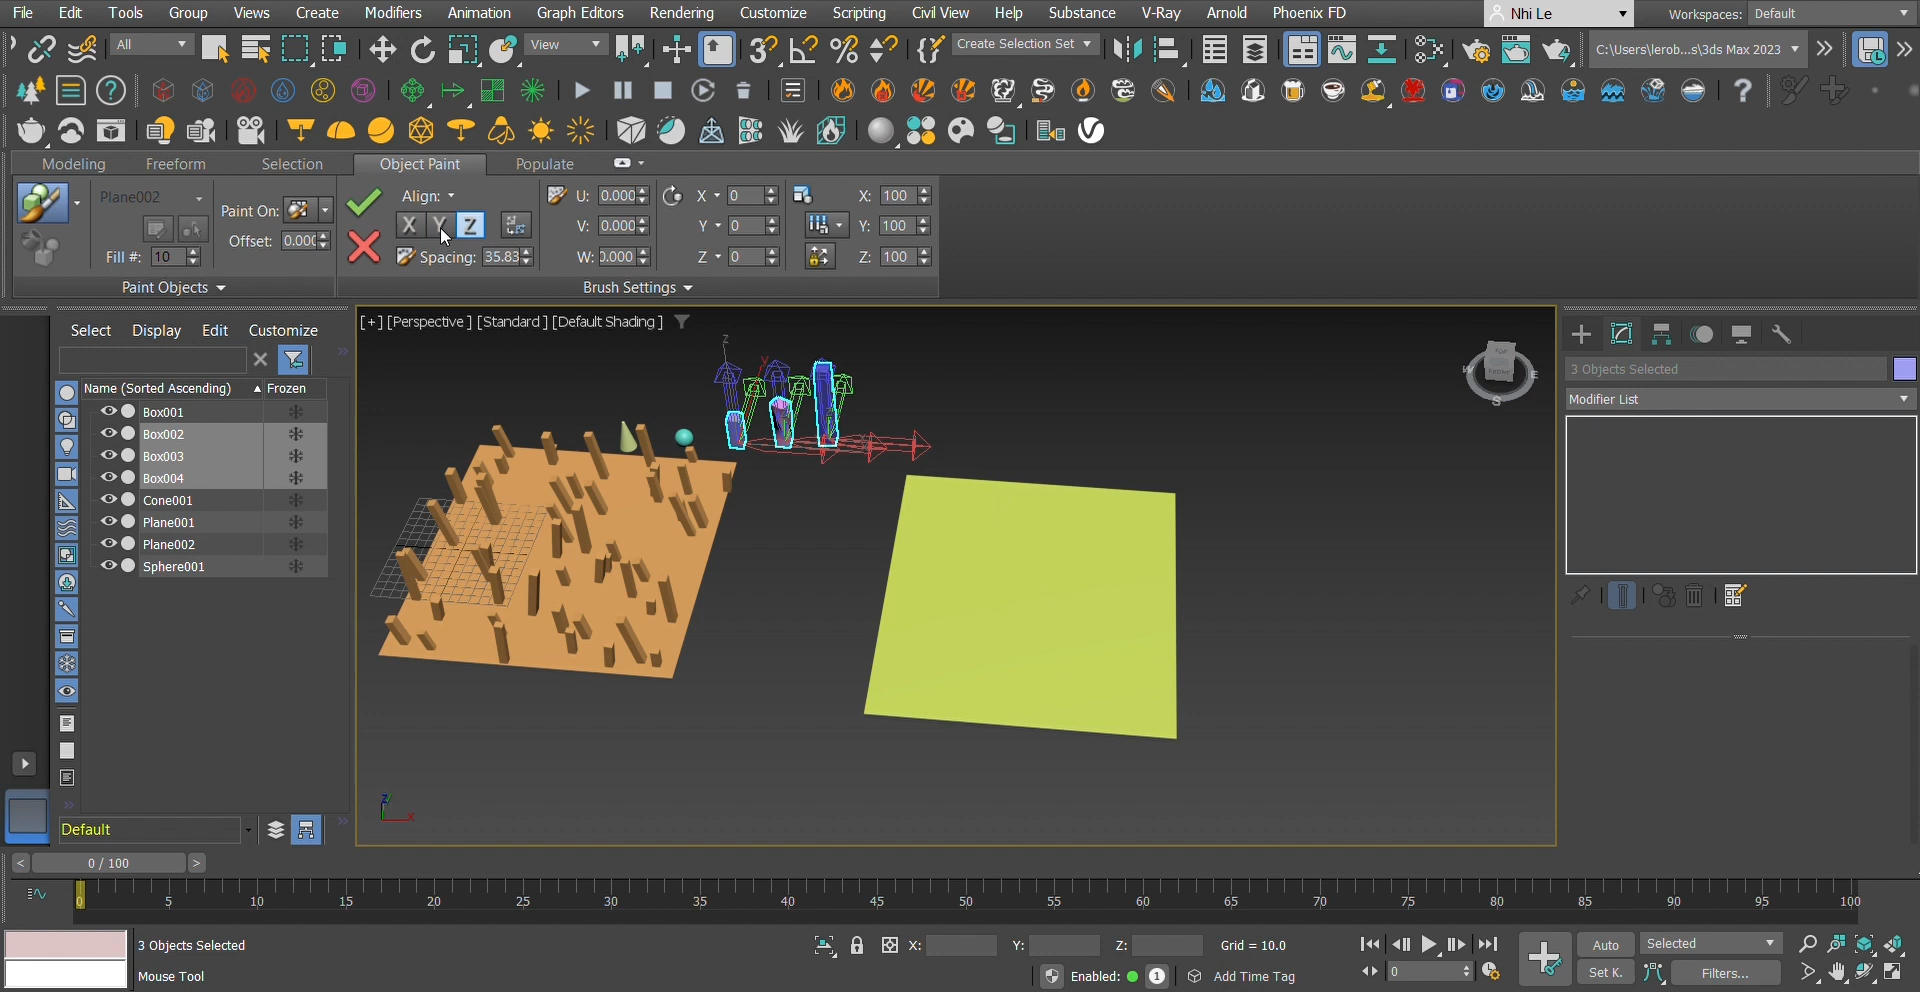 File Edit Tools Group Views Create Modifiers Animation Graph Editors Rendering Customize Scripting Civil View Help Substance V-Ray Arnold Phoenix FD Nhi Le Workspaces: Default
All View Create Selection Set C:\Users\lerob...s\3ds Max 2023
Modeling Freeform Selection Object Paint Populate
Plane002 Paint On: Align: U: 0.000 X 0 X: 100
Offset: 0.000 X Y Z V: 0.000 Y 0 Y: 100
Fill #: 10 Spacing: 35.83 W: 0.000 Z 0 Z: 100
Paint Objects Brush Settings
Select Display Edit Customize
[+] [Perspective ] [Standard ] [Default Shading ]
Name (Sorted Ascending) Frozen
Box001
Box002
Box003
Box004
Cone001
Plane001
Plane002
Sphere001
Z
Y
TOP
FRONT
W E
S
3 Objects Selected
Modifier List
Z
X
Default
< 0 / 100 >
0 5 10 15 20 25 30 35 40 45 50 55 60 65 70 75 80 85 90 95 100
3 Objects Selected X: Y: Z: Grid = 10.0 Auto Selected
Mouse Tool Enabled: 1 Add Time Tag 0 Set K. Filters...